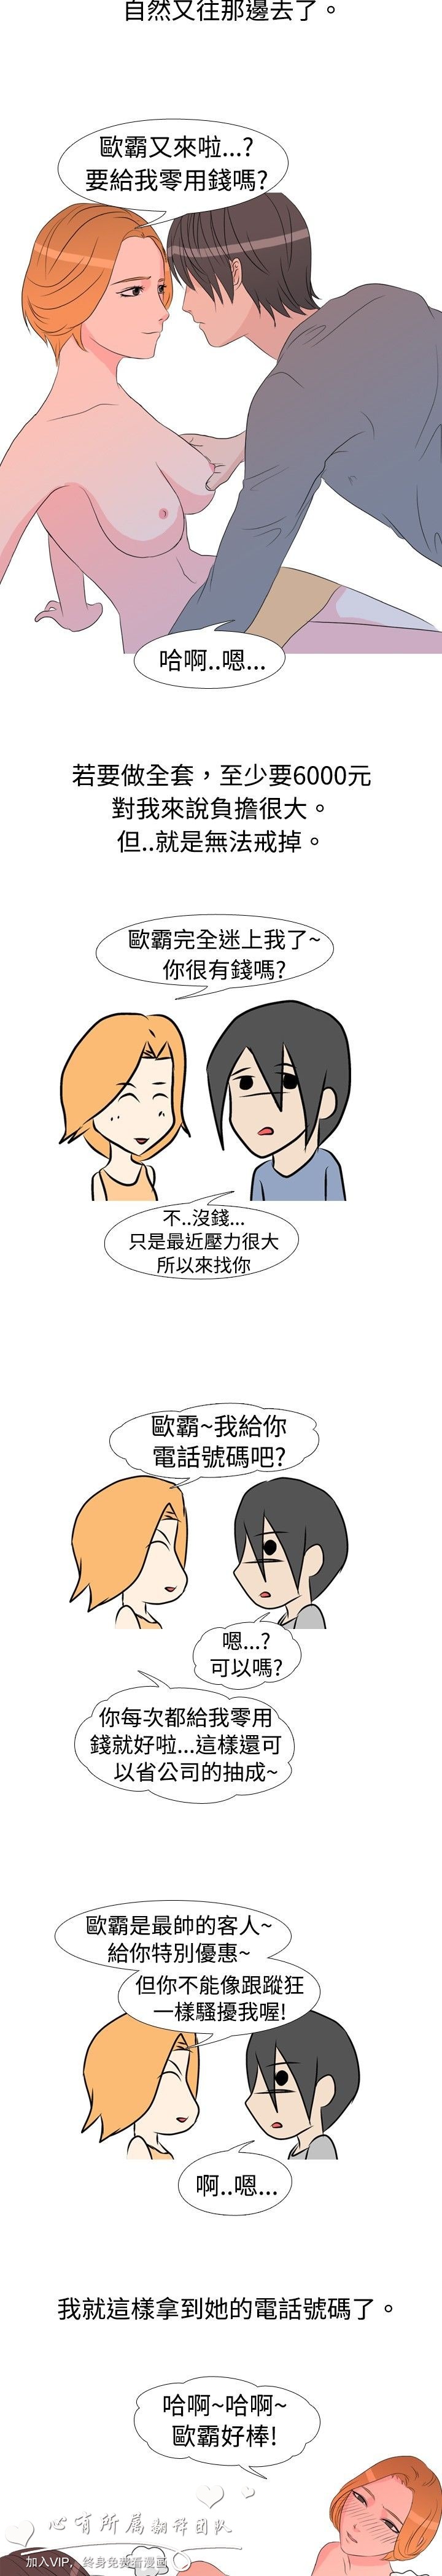 自然又往那邊去了。
歐霸又來啦...?
要給我零用錢嗎?
哈啊..嗯...
若要做全套，至少要6000元
對我來說負擔很大。
但..就是無法戒掉。
歐霸完全迷上我了~
你很有錢嗎?
不..沒錢...
只是最近壓力很大
所以來找你
歐霸~我給你
電話號碼吧?
嗯...?
可以嗎?
你每次都給我零用
錢就好啦...這樣還可
以省公司的抽成~
歐霸是最帥的客人~
給你特別優惠~
但你不能像跟蹤狂
一樣騷擾我喔!
啊..嗯...
我就這樣拿到她的電話號碼了。
哈啊~哈啊~
歐霸好棒!
心有所属翻译团队
加入VIP，终身免费看漫画